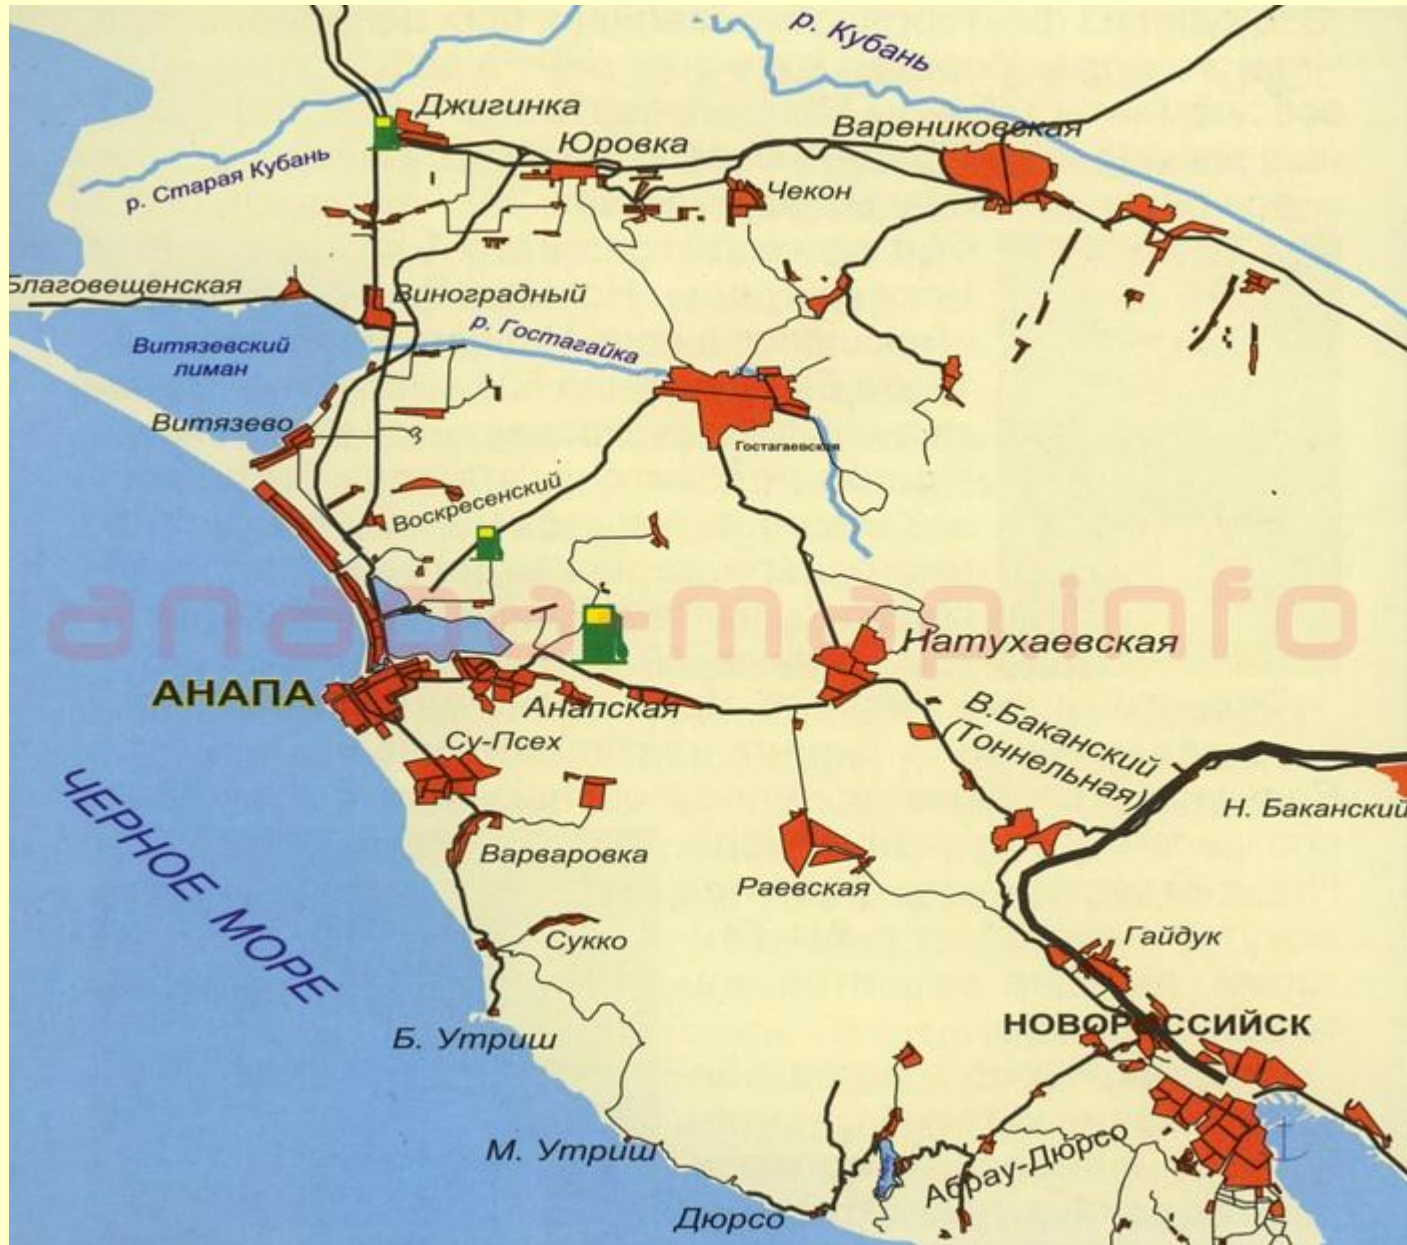 р. Кубань
Джигинка
Юровка
Варениковская
р. Старая Кубань
Чекон
Благовещенская
Виноградный
р. Гостагайка
Витязевский
лиман
Витязево
Гостагаевская
Воскресенский
anapa-map.info
Натухаевская
АНАПА
Анапская
В.Баканский
(Тоннельная)
Су-Псех
Н. Баканский
ЧЕРНОЕ МОРЕ
Варваровка
Раевская
Сукко
Гайдук
НОВОРОССИЙСК
Б. Утриш
М. Утриш
Абрау-Дюрсо
Дюрсо